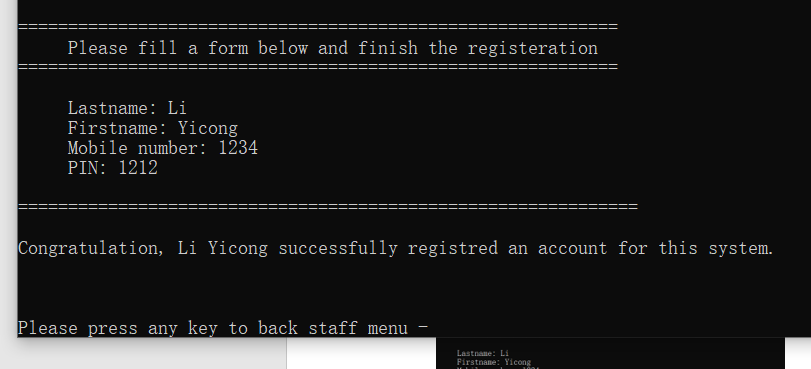 ============================================================
Please fill a form below and finish the registeration
============================================================
Lastname: Li
Firstname: Yicong
Mobile number: 1234
PIN: 1212
==============================================================
Congratulation, Li Yicong successfully registred an account for this system.
Please press any key to back staff menu -
Lastname: Li
Firstname: Yicong